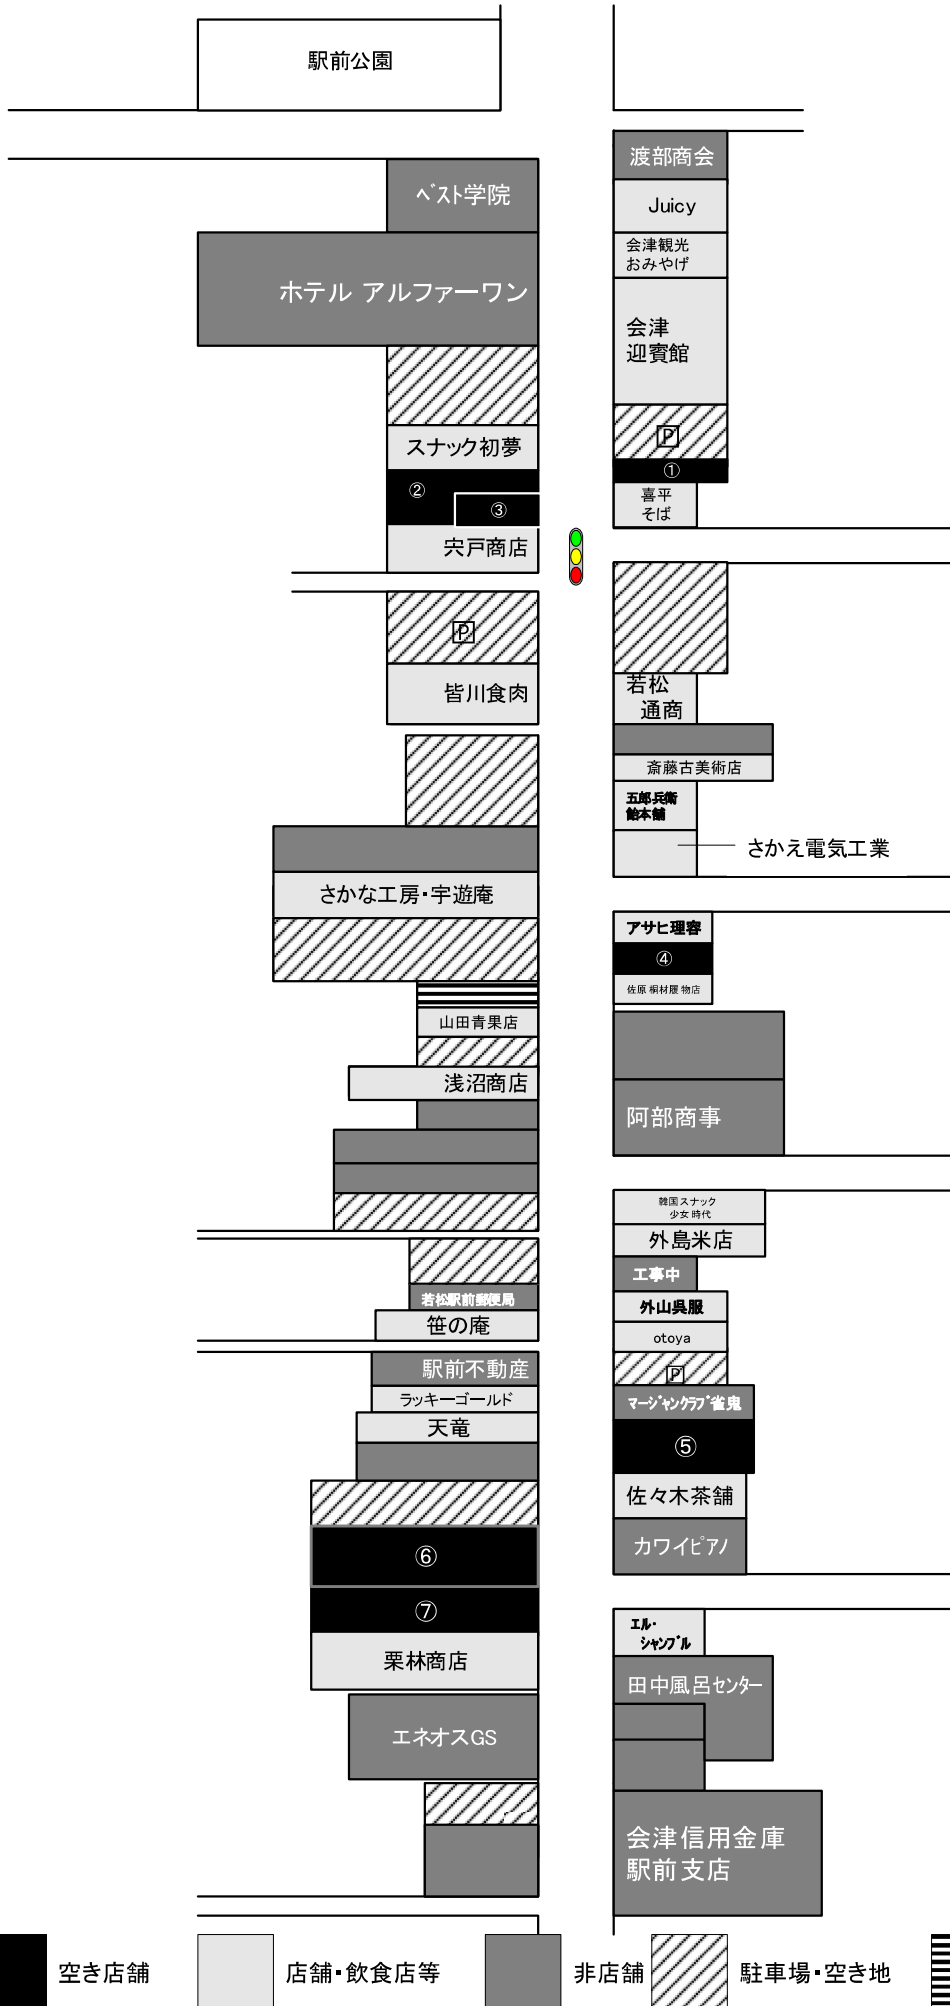 駅前公園
渡部商会
ベスト学院
Juicy
会津観光
おみやげ
ホテル アルファーワン
会津
迎賓館
P
スナック初夢
①
②
喜平
そば
③
宍戸商店
P
皆川食肉
若松
通商
斎藤古美術店
五郎兵衛
飴本舗
さかえ電気工業
さかな工房・宇遊庵
アサヒ理容
④
佐原 桐材履 物店
山田青果店
浅沼商店
阿部商事
韓国スナック
少女 時代
外島米店
工事中
若松駅前郵便局
外山呉服
笹の庵
otoya
駅前不動産
P
ラッキーゴールド
マージャンクラブ雀鬼
天竜
⑤
佐々木茶舗
カワイピアノ
⑥
⑦
エル・
シャンブル
栗林商店
田中風呂センター
エネオスGS
会津信用金庫
駅前支店
空き店舗
店舗・飲食店等
非店舗
駐車場・空き地